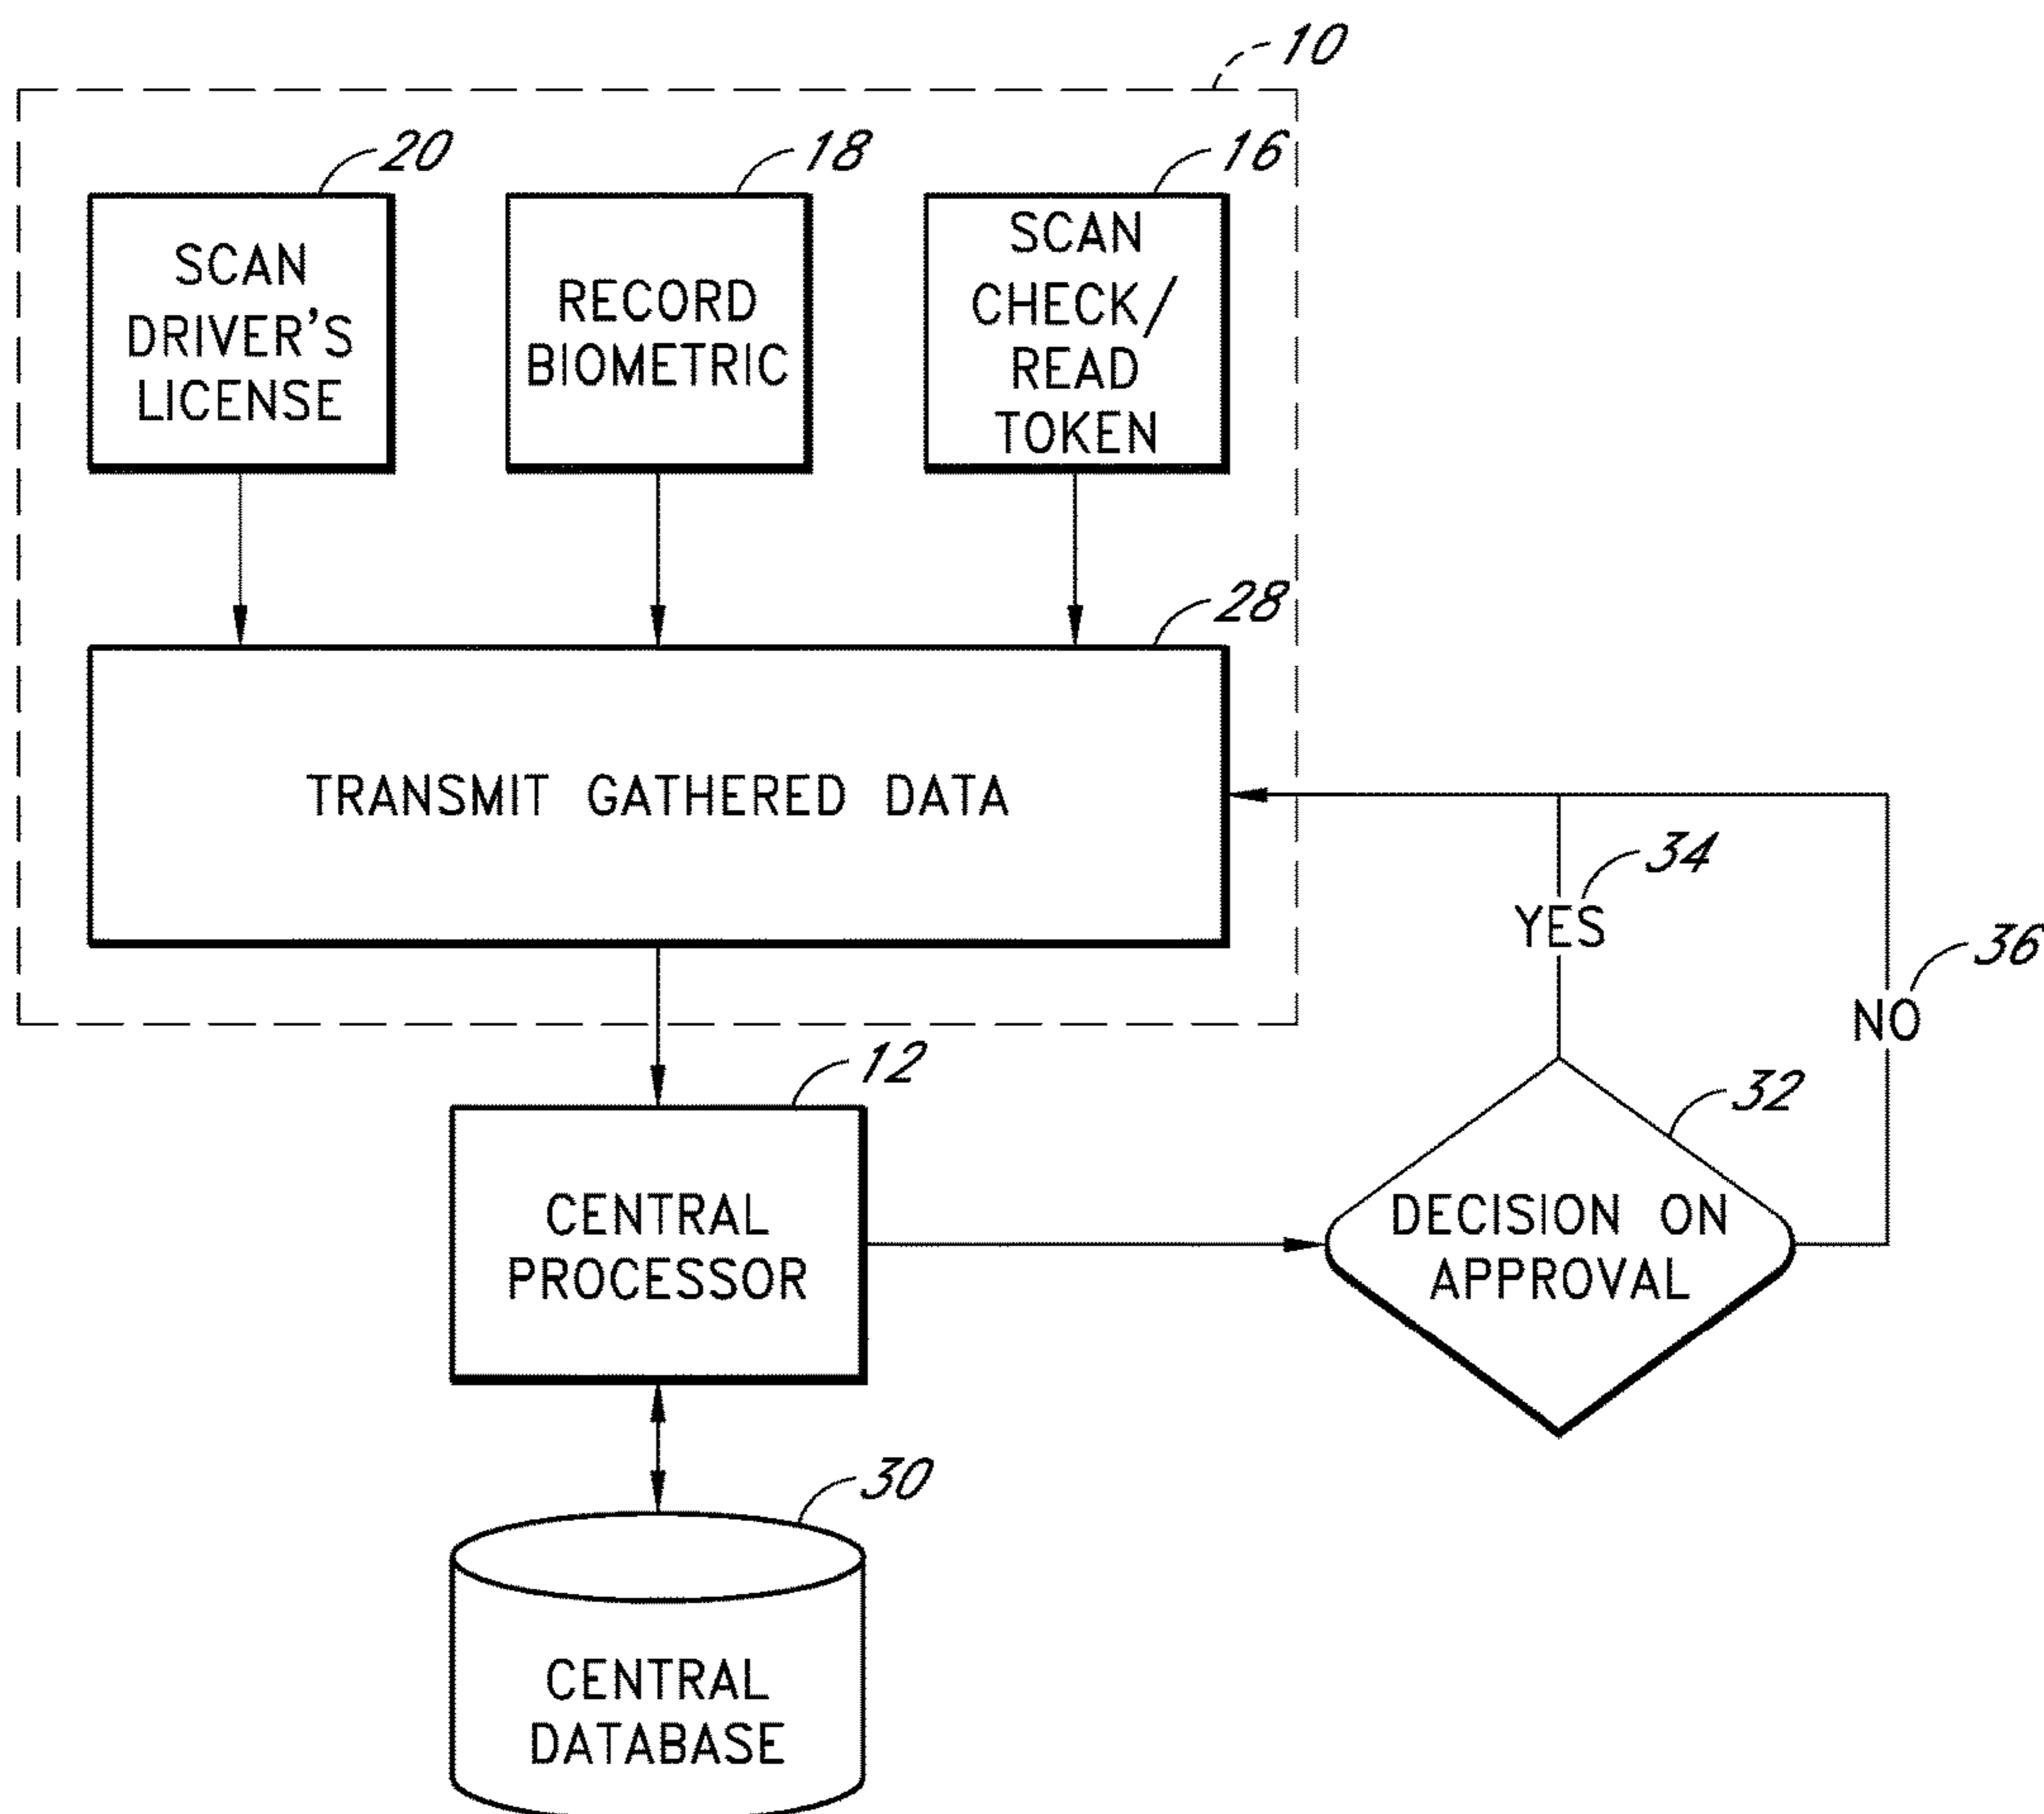 10
20
18
16
SCAN
DRIVER'S
LICENSE
RECORD
BIOMETRIC
SCAN
CHECK/
READ
TOKEN
28
TRANSMIT GATHERED DATA
34
YES
36
NO
12
32
CENTRAL
PROCESSOR
DECISION ON
APPROVAL
30
CENTRAL
DATABASE